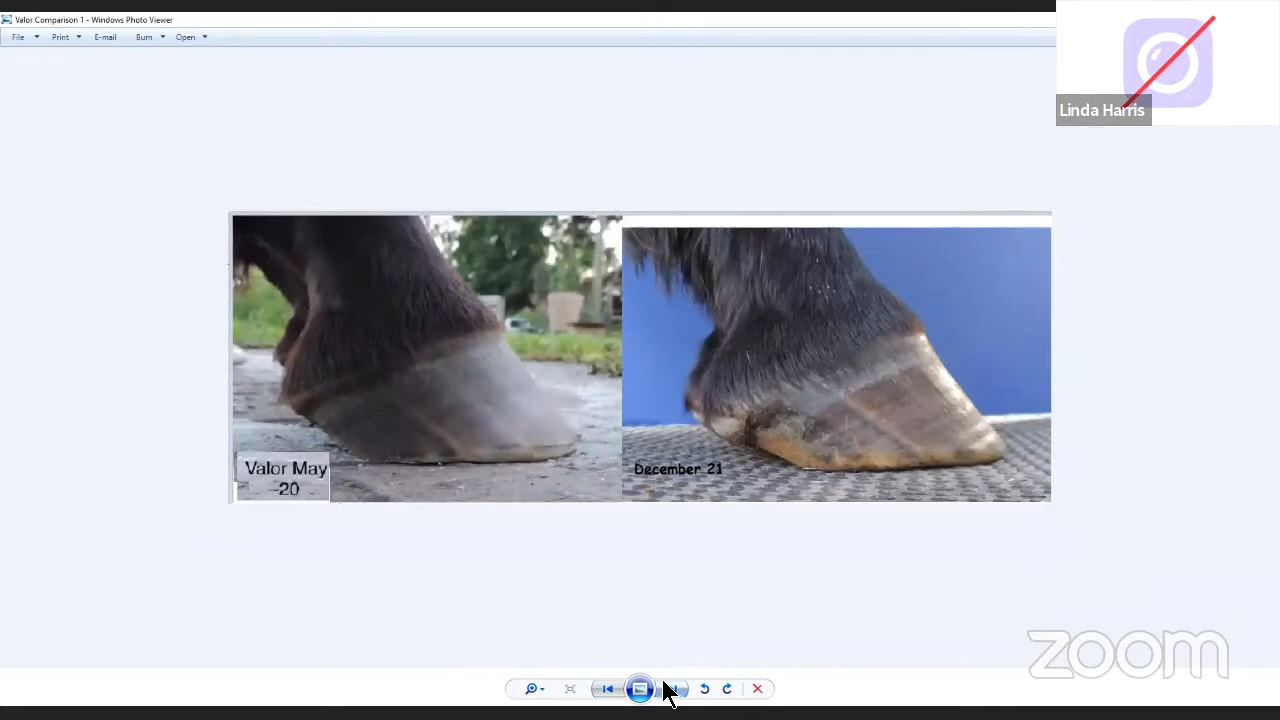 Valor Comparison 1 - Windows Photo Viewer
File Print E-mail Burn Open
Linda Harris
Valor May
-20
December 21
zoom